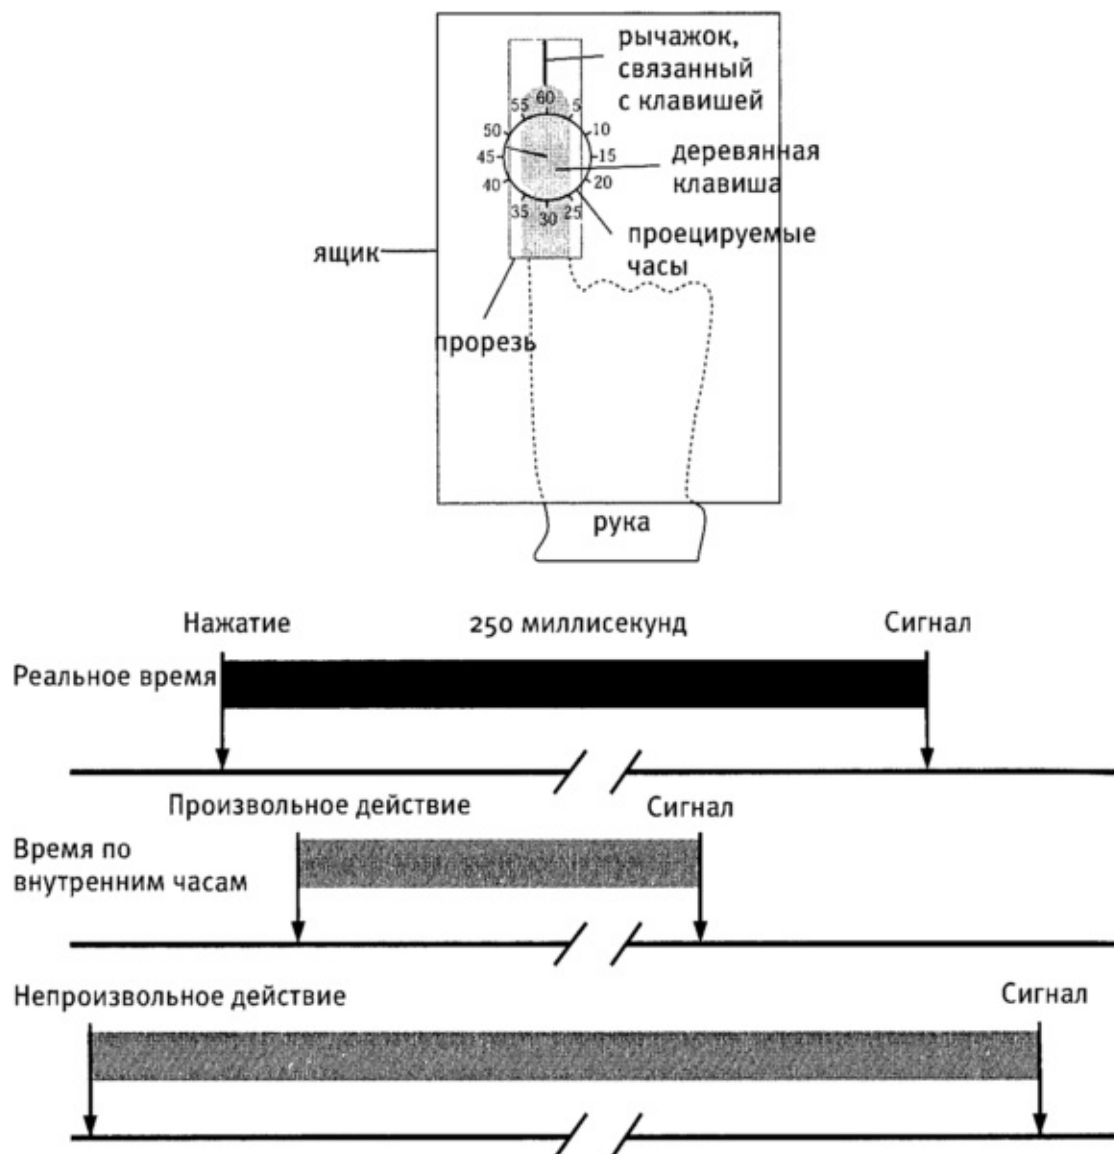 рычажок,
связанный
с клавишей
60
55
5
50
10
45
15
40
20
35
25
30
деревянная
клавиша
проецируемые
часы
ящик
прорезь
рука
Нажатие 250 миллисекунд Сигнал
Реальное время
Произвольное действие Сигнал
Время по
внутренним часам
Непроизвольное действие Сигнал